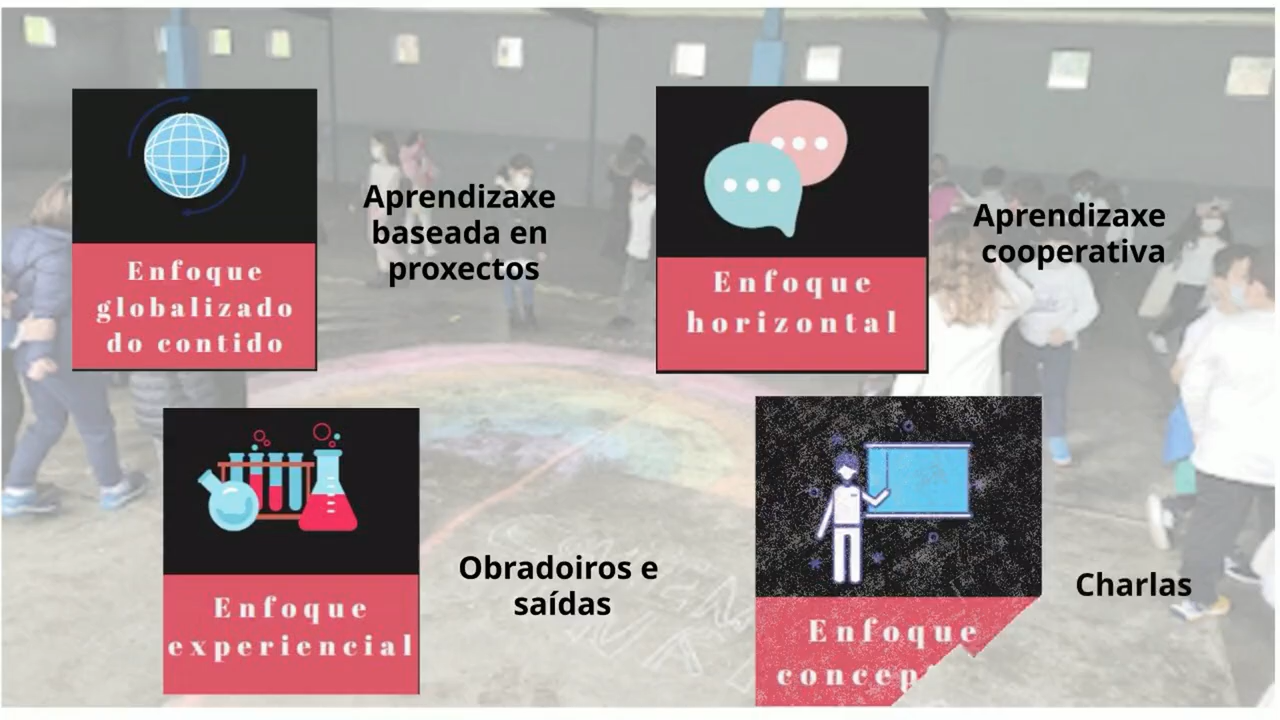 Enfoque
globalizado
do contido
Aprendizaxe
baseada en
proxectos
Enfoque
horizontal
Aprendizaxe
cooperativa
Enfoque
experiencial
Obradoiros e
saídas
Enfoque
Charlas